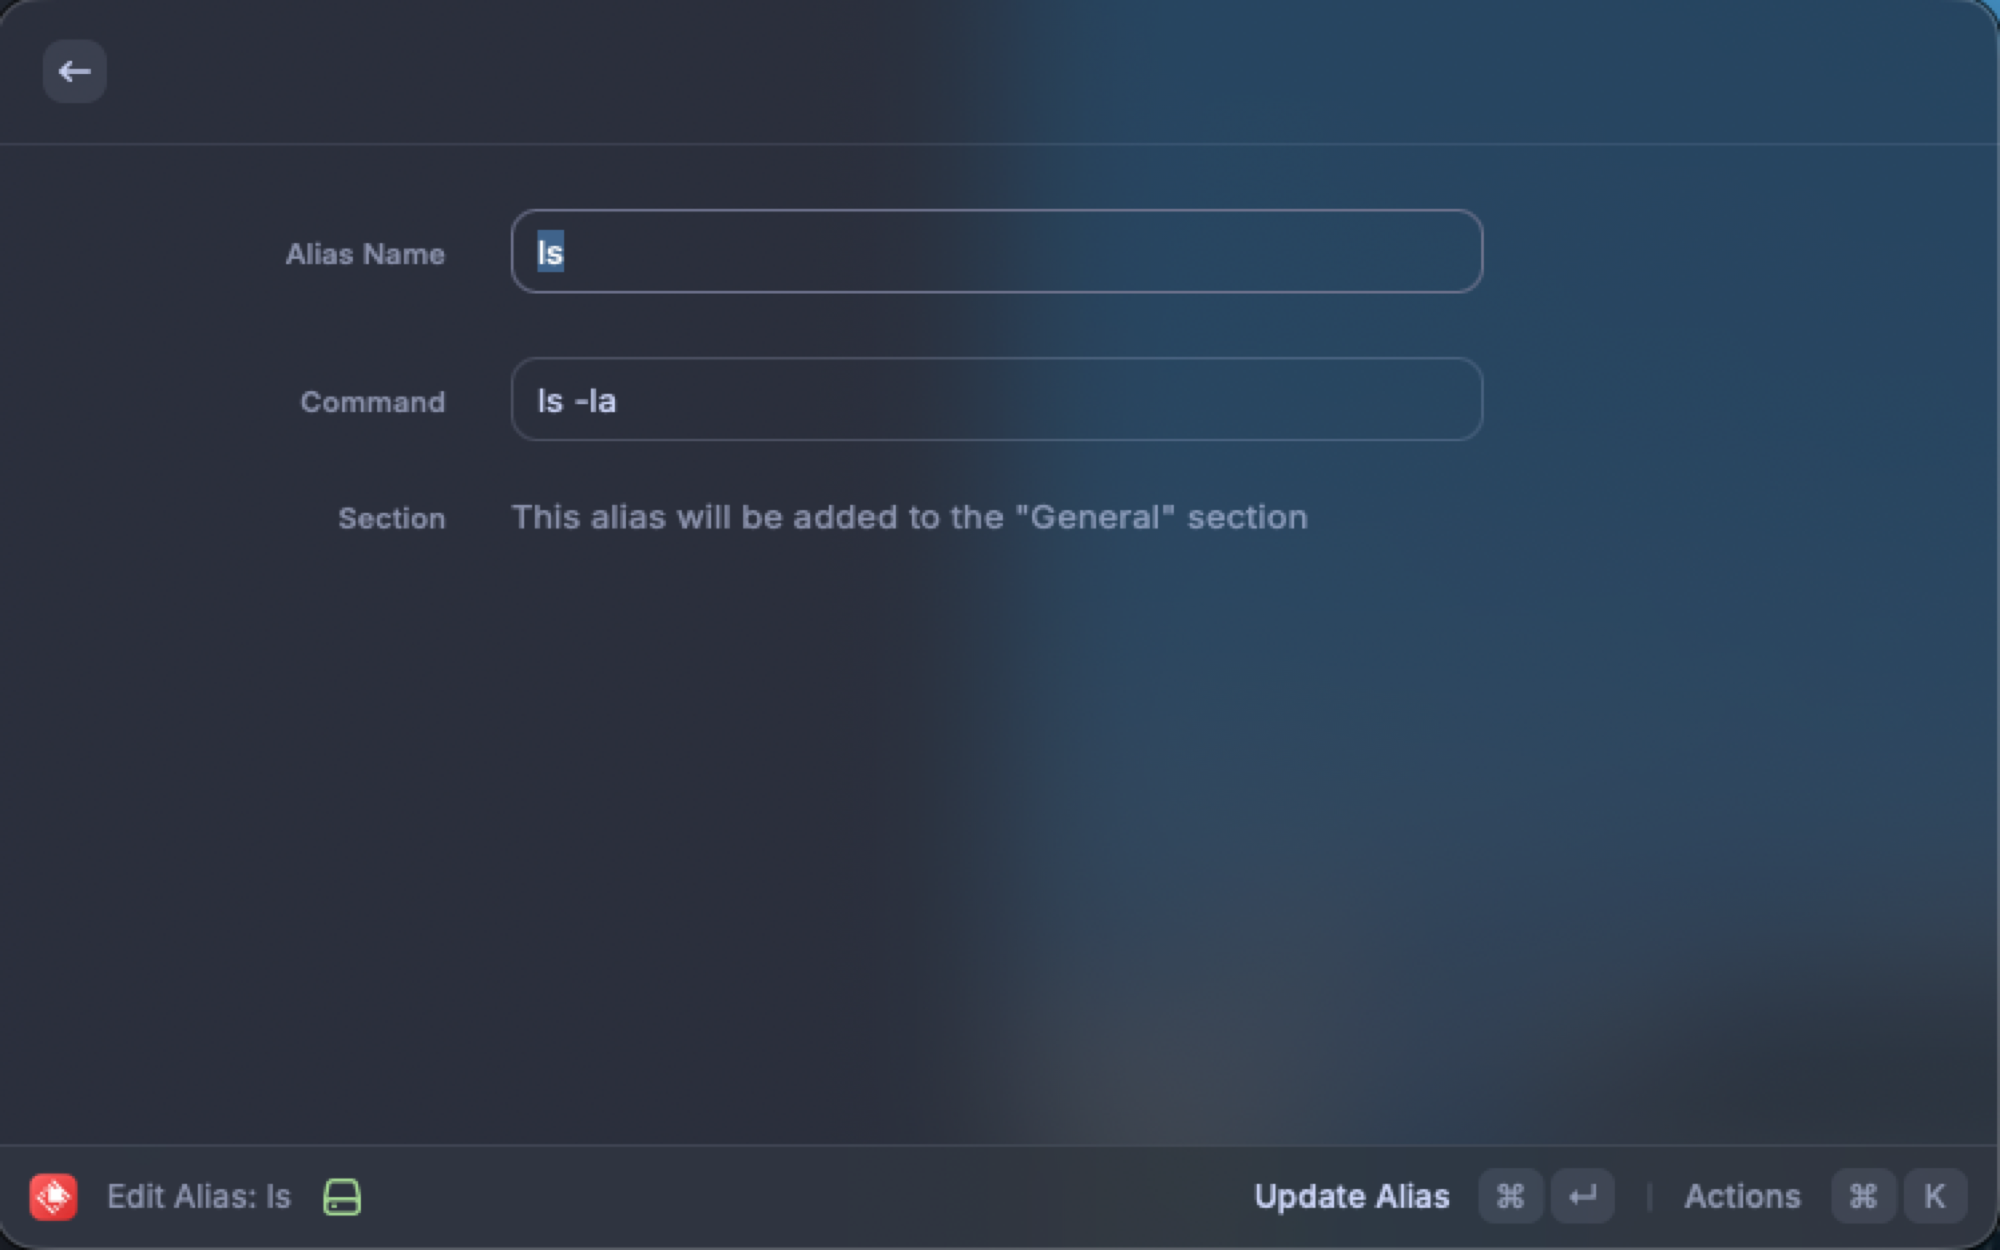 Alias Name
ls
Command
ls -la
Section
This alias will be added to the "General" section
Edit Alias: ls
Update Alias ⌘ ↵
Actions ⌘ K